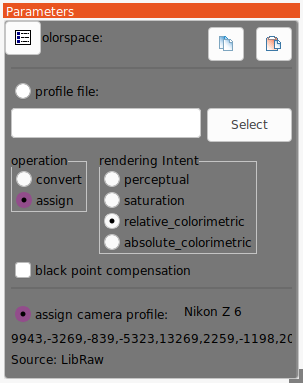 Parameters
olorspace:
profile file:
Select
operation
rendering Intent
convert
perceptual
assign
saturation
relative_colorimetric
absolute_colorimetric
black point compensation
assign camera profile: Nikon Z 6
9943,-3269,-839,-5323,13269,2259,-1198,20
Source: LibRaw